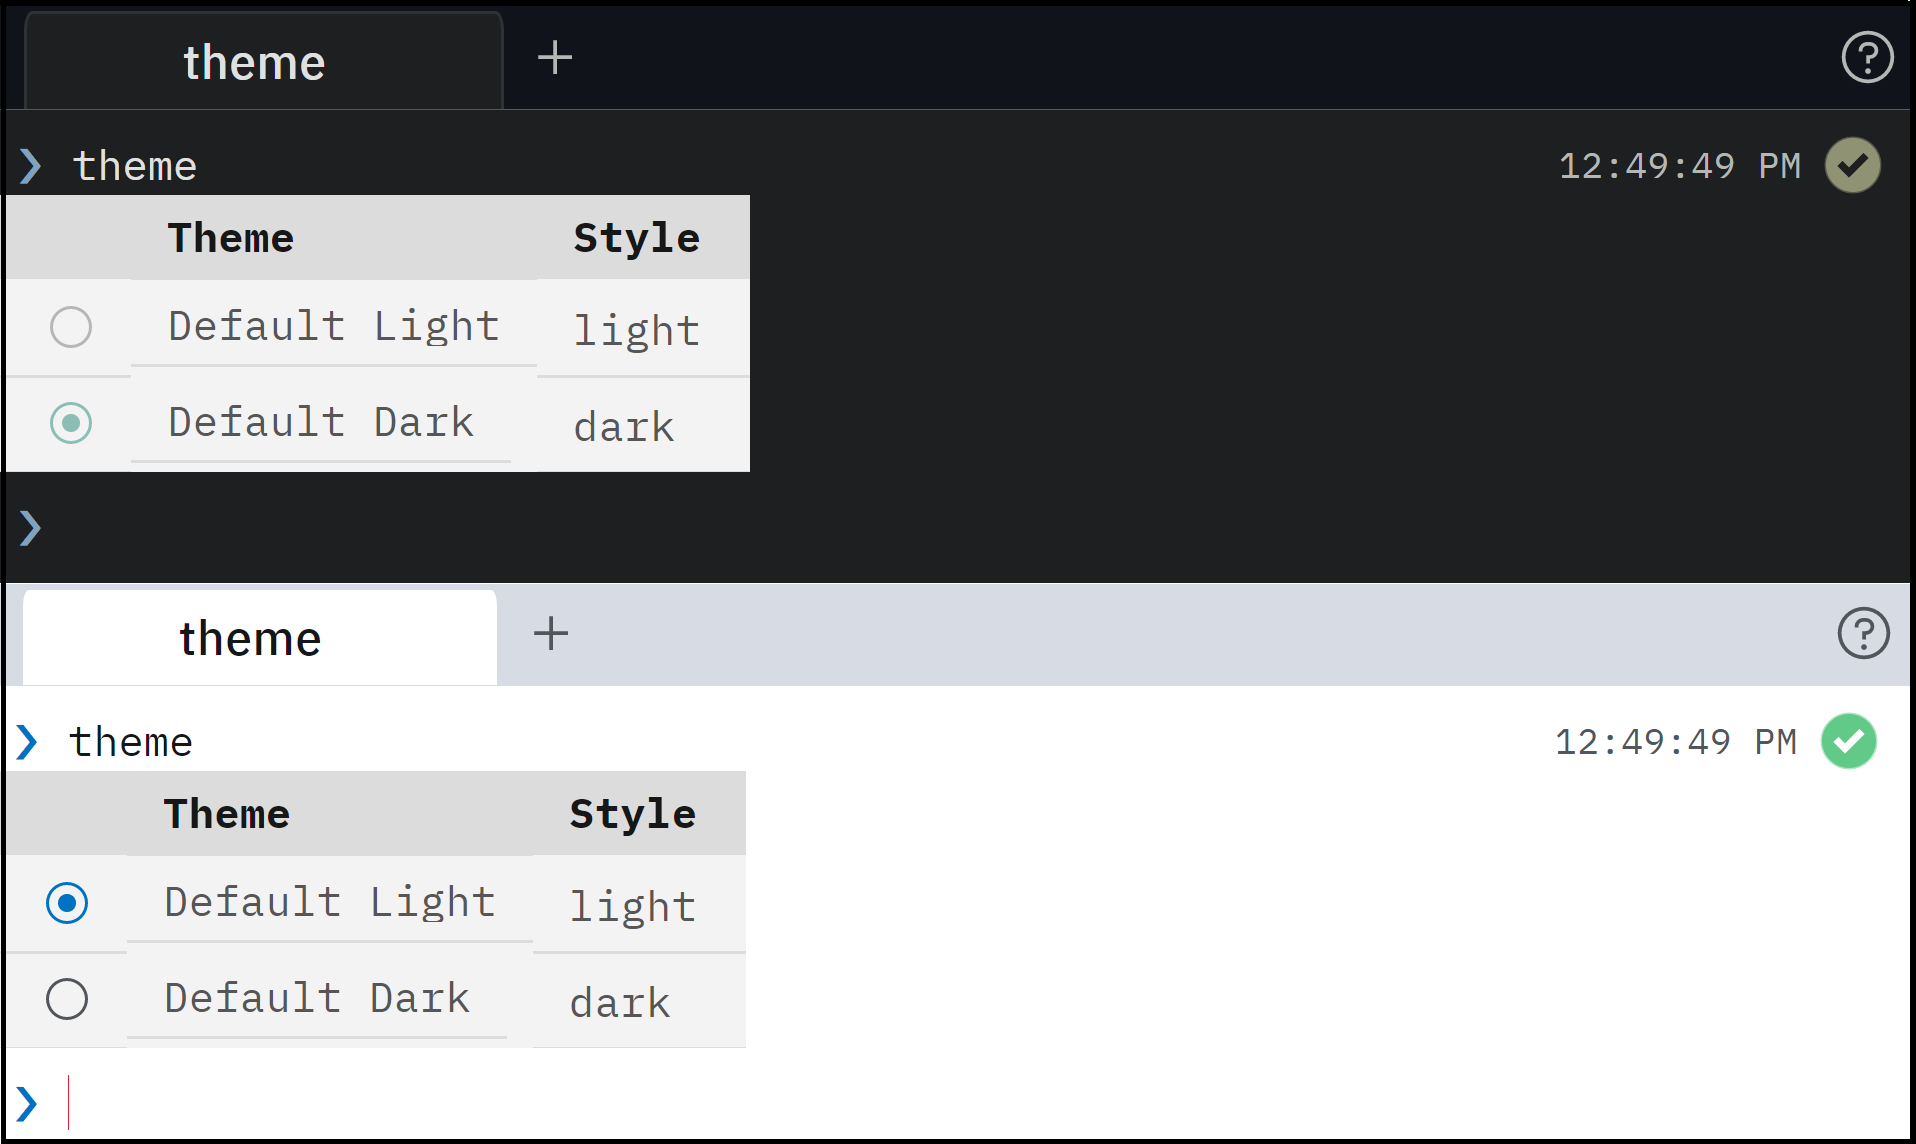 theme +
❯ theme 12:49:49 PM
Theme Style
Default Light light
Default Dark dark
❯
theme +
❯ theme 12:49:49 PM
Theme Style
Default Light light
Default Dark dark
❯